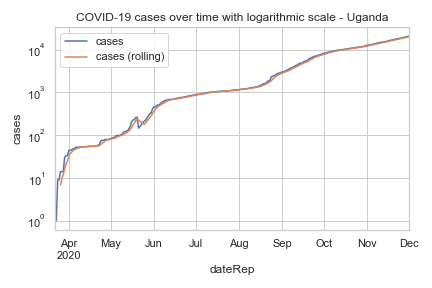 COVID-19 cases over time with logarithmic scale - Uganda
cases
cases (rolling)
10⁴
10³
10²
10¹
10⁰
cases
Apr May Jun Jul Aug Sep Oct Nov Dec
2020
dateRep